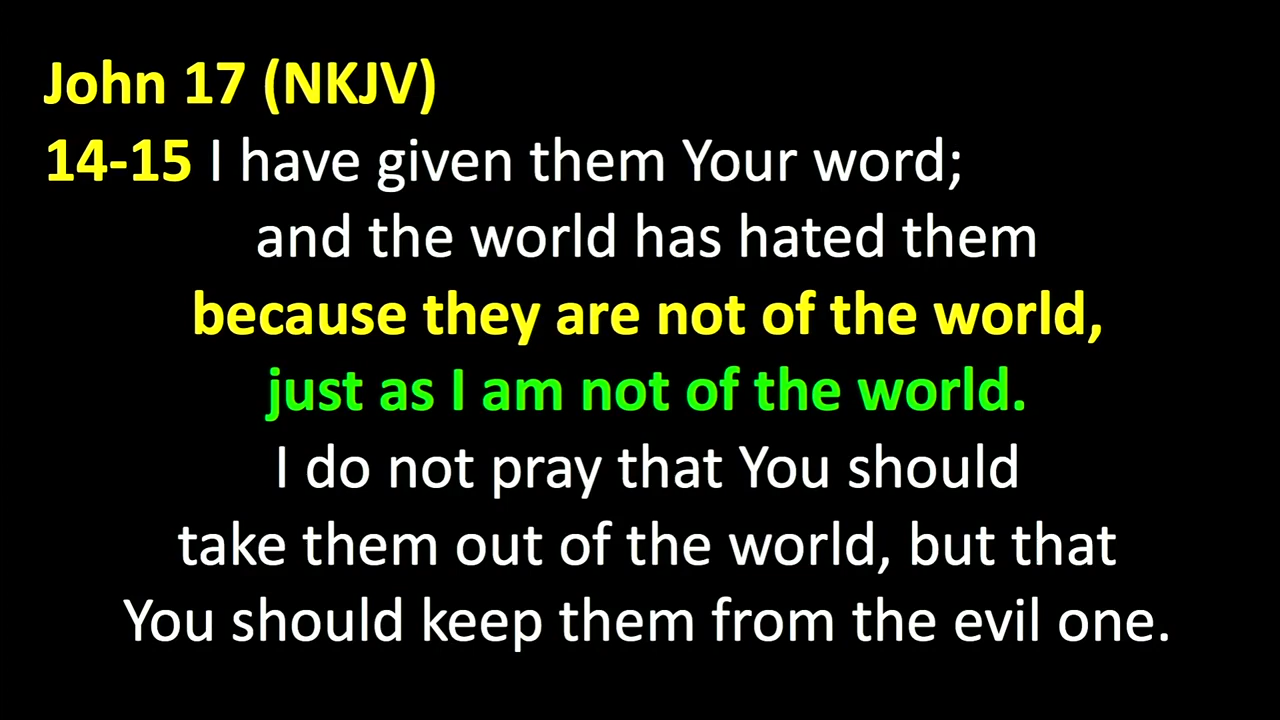 John 17 (NKJV)
14-15 I have given them Your word;
and the world has hated them
because they are not of the world,
just as I am not of the world.
I do not pray that You should
take them out of the world, but that
You should keep them from the evil one.